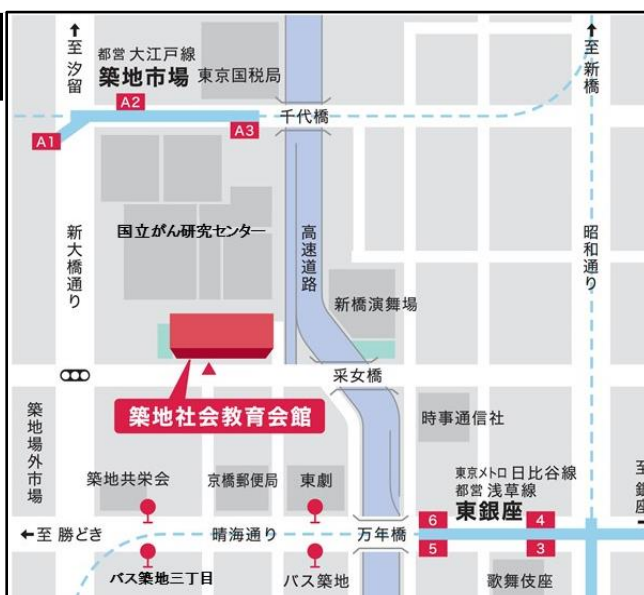 至 汐留
都営 大江戸線
築地市場
東京国税局
至 新橋
A2
A1
A3
千代橋
新大橋通り
国立がん研究センター
高速道路
昭和通り
新橋演舞場
采女橋
築地社会教育会館
築地場外市場
時事通信社
築地共栄会
京橋郵便局
東劇
東京メトロ 日比谷線
都営 浅草線
東銀座
至 銀座
6
4
←至 勝どき
晴海通り
万年橋
5
3
バス築地三丁目
バス築地
歌舞伎座